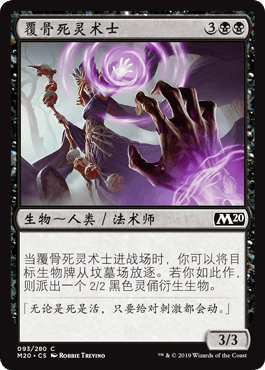 覆骨死灵术士 3
生物～人类 / 法术师
M20
当覆骨死灵术士进战场时，你可以将目
标生物牌从坟墓场放逐。若你如此作，
则派出一个 2/2 黑色灵俑衍生生物。
「无论是死是活，只要给对刺激都会动。」
3/3
093/280 C
M20 • CS ROBBIE TREVINO
™ & © 2019 Wizards of the Coast